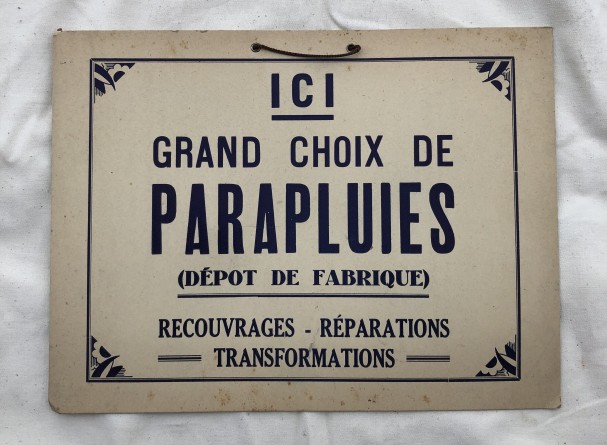 ICI
GRAND CHOIX DE
PARAPLUIES
(DÉPOT DE FABRIQUE)
RECOUVRAGES - RÉPARATIONS
TRANSFORMATIONS